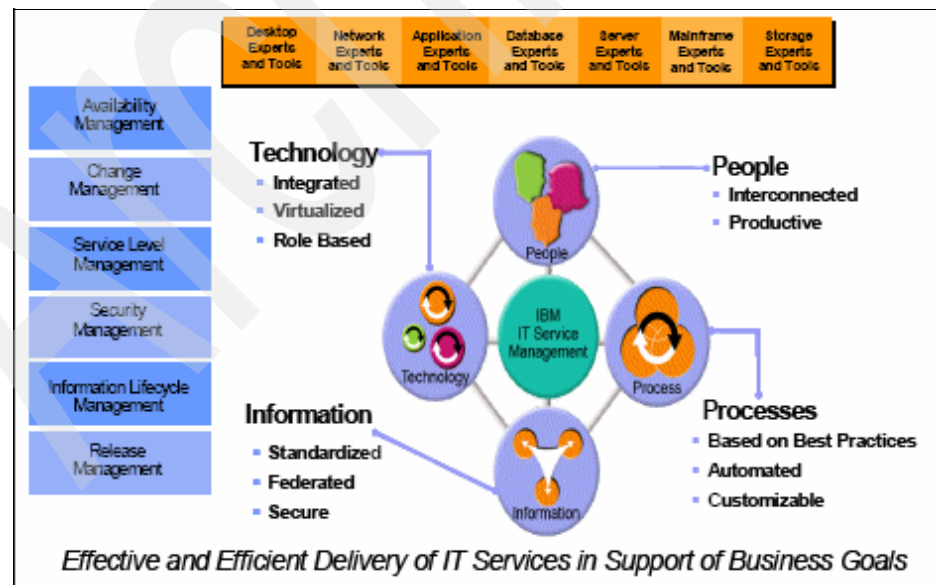 Desktop
Experts
and Tools
Network
Experts
and Tools
Application
Experts
and Tools
Database
Experts
and Tools
Server
Experts
and Tools
Mainframe
Experts
and Tools
Storage
Experts
and Tools
Availability
Management
Change
Management
Service Level
Management
Security
Management
Information Lifecycle
Management
Release
Management
Technology
Integrated
Virtualized
Role Based
People
Interconnected
Productive
People
Technology
IBM
IT Service
Management
Process
Information
Information
Standardized
Federated
Secure
Processes
Based on Best Practices
Automated
Customizable
Effective and Efficient Delivery of IT Services in Support of Business Goals